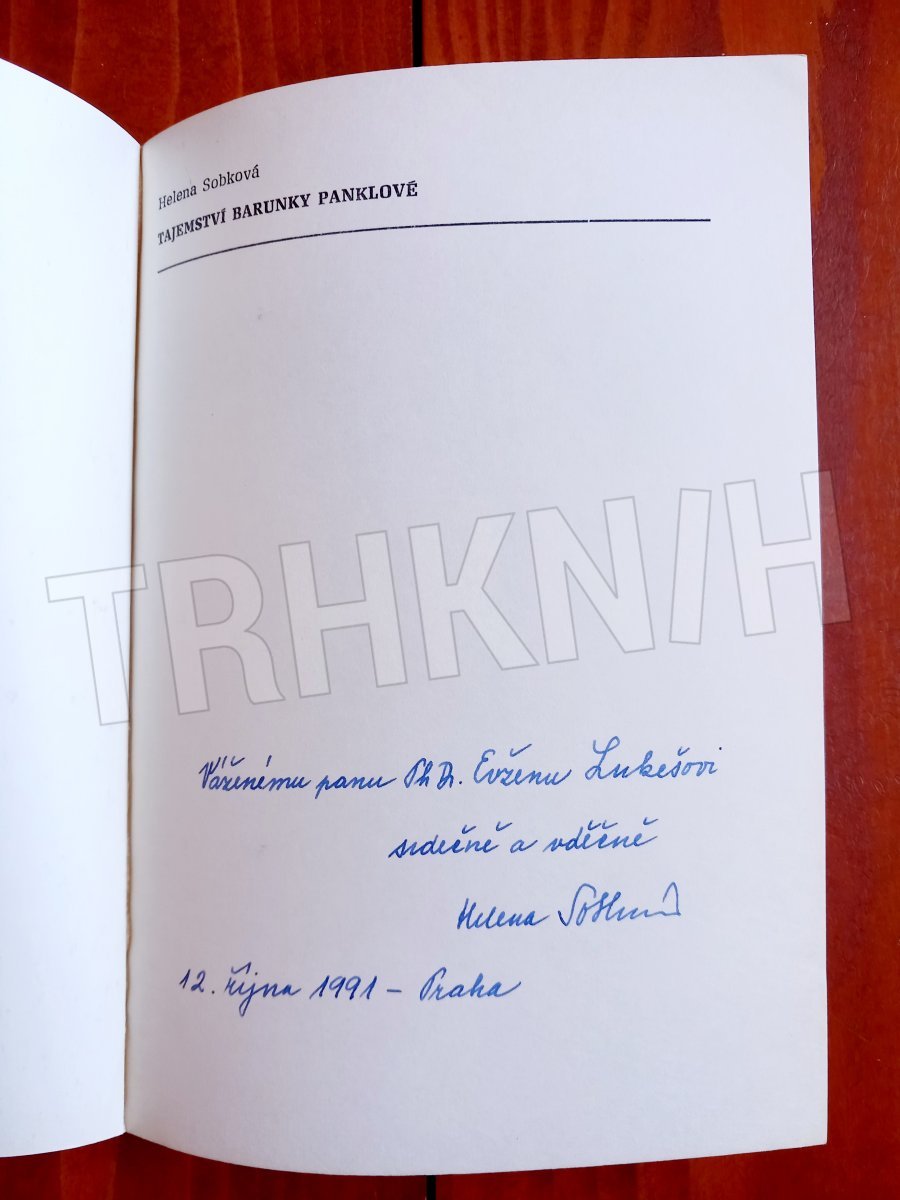 Helena Sobková
TAJEMSTVÍ BARUNKY PANKLOVÉ
TRHKNIH
Váženému panu PhDr. Evženu Lukešovi
srdečně a vděčně
Helena Sobková
12. října 1991 – Praha